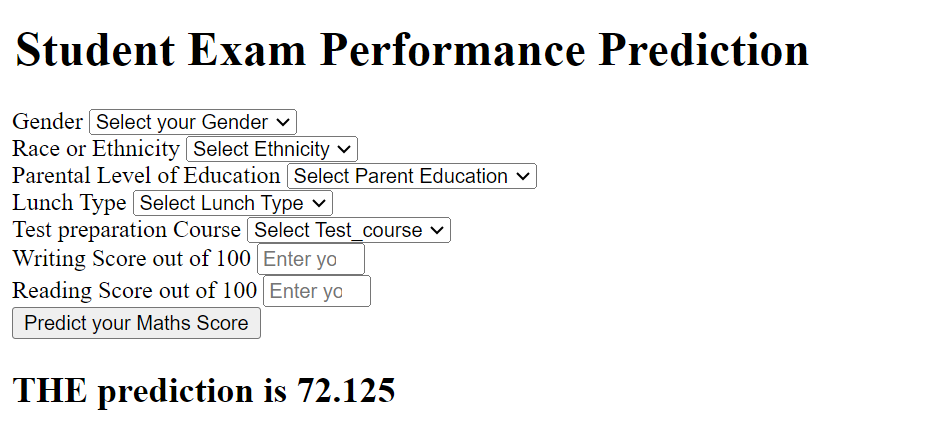 Student Exam Performance Prediction
Gender Select your Gender
Race or Ethnicity Select Ethnicity
Parental Level of Education Select Parent Education
Lunch Type Select Lunch Type
Test preparation Course Select Test_course
Writing Score out of 100 Enter yo
Reading Score out of 100 Enter yo
Predict your Maths Score
THE prediction is 72.125